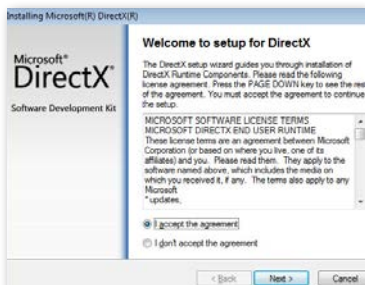 Installing Microsoft(R) DirectX(R)
Microsoft®
DirectX®
Software Development Kit
Welcome to setup for DirectX
The DirectX setup wizard guides you through installation of
DirectX Runtime Components. Please read the following
license agreement. Press the PAGE DOWN key to see the rest
of the agreement. You must accept the agreement to continue
the setup.
MICROSOFT SOFTWARE LICENSE TERMS
MICROSOFT DIRECTX END USER RUNTIME
These license terms are an agreement between Microsoft
Corporation (or based on where you live, one of its
affiliates) and you. Please read them. They apply to the
software named above, which includes the media on
which you received it, if any. The terms also apply to any
Microsoft
* updates,
I accept the agreement
I don't accept the agreement
< Back
Next >
Cancel